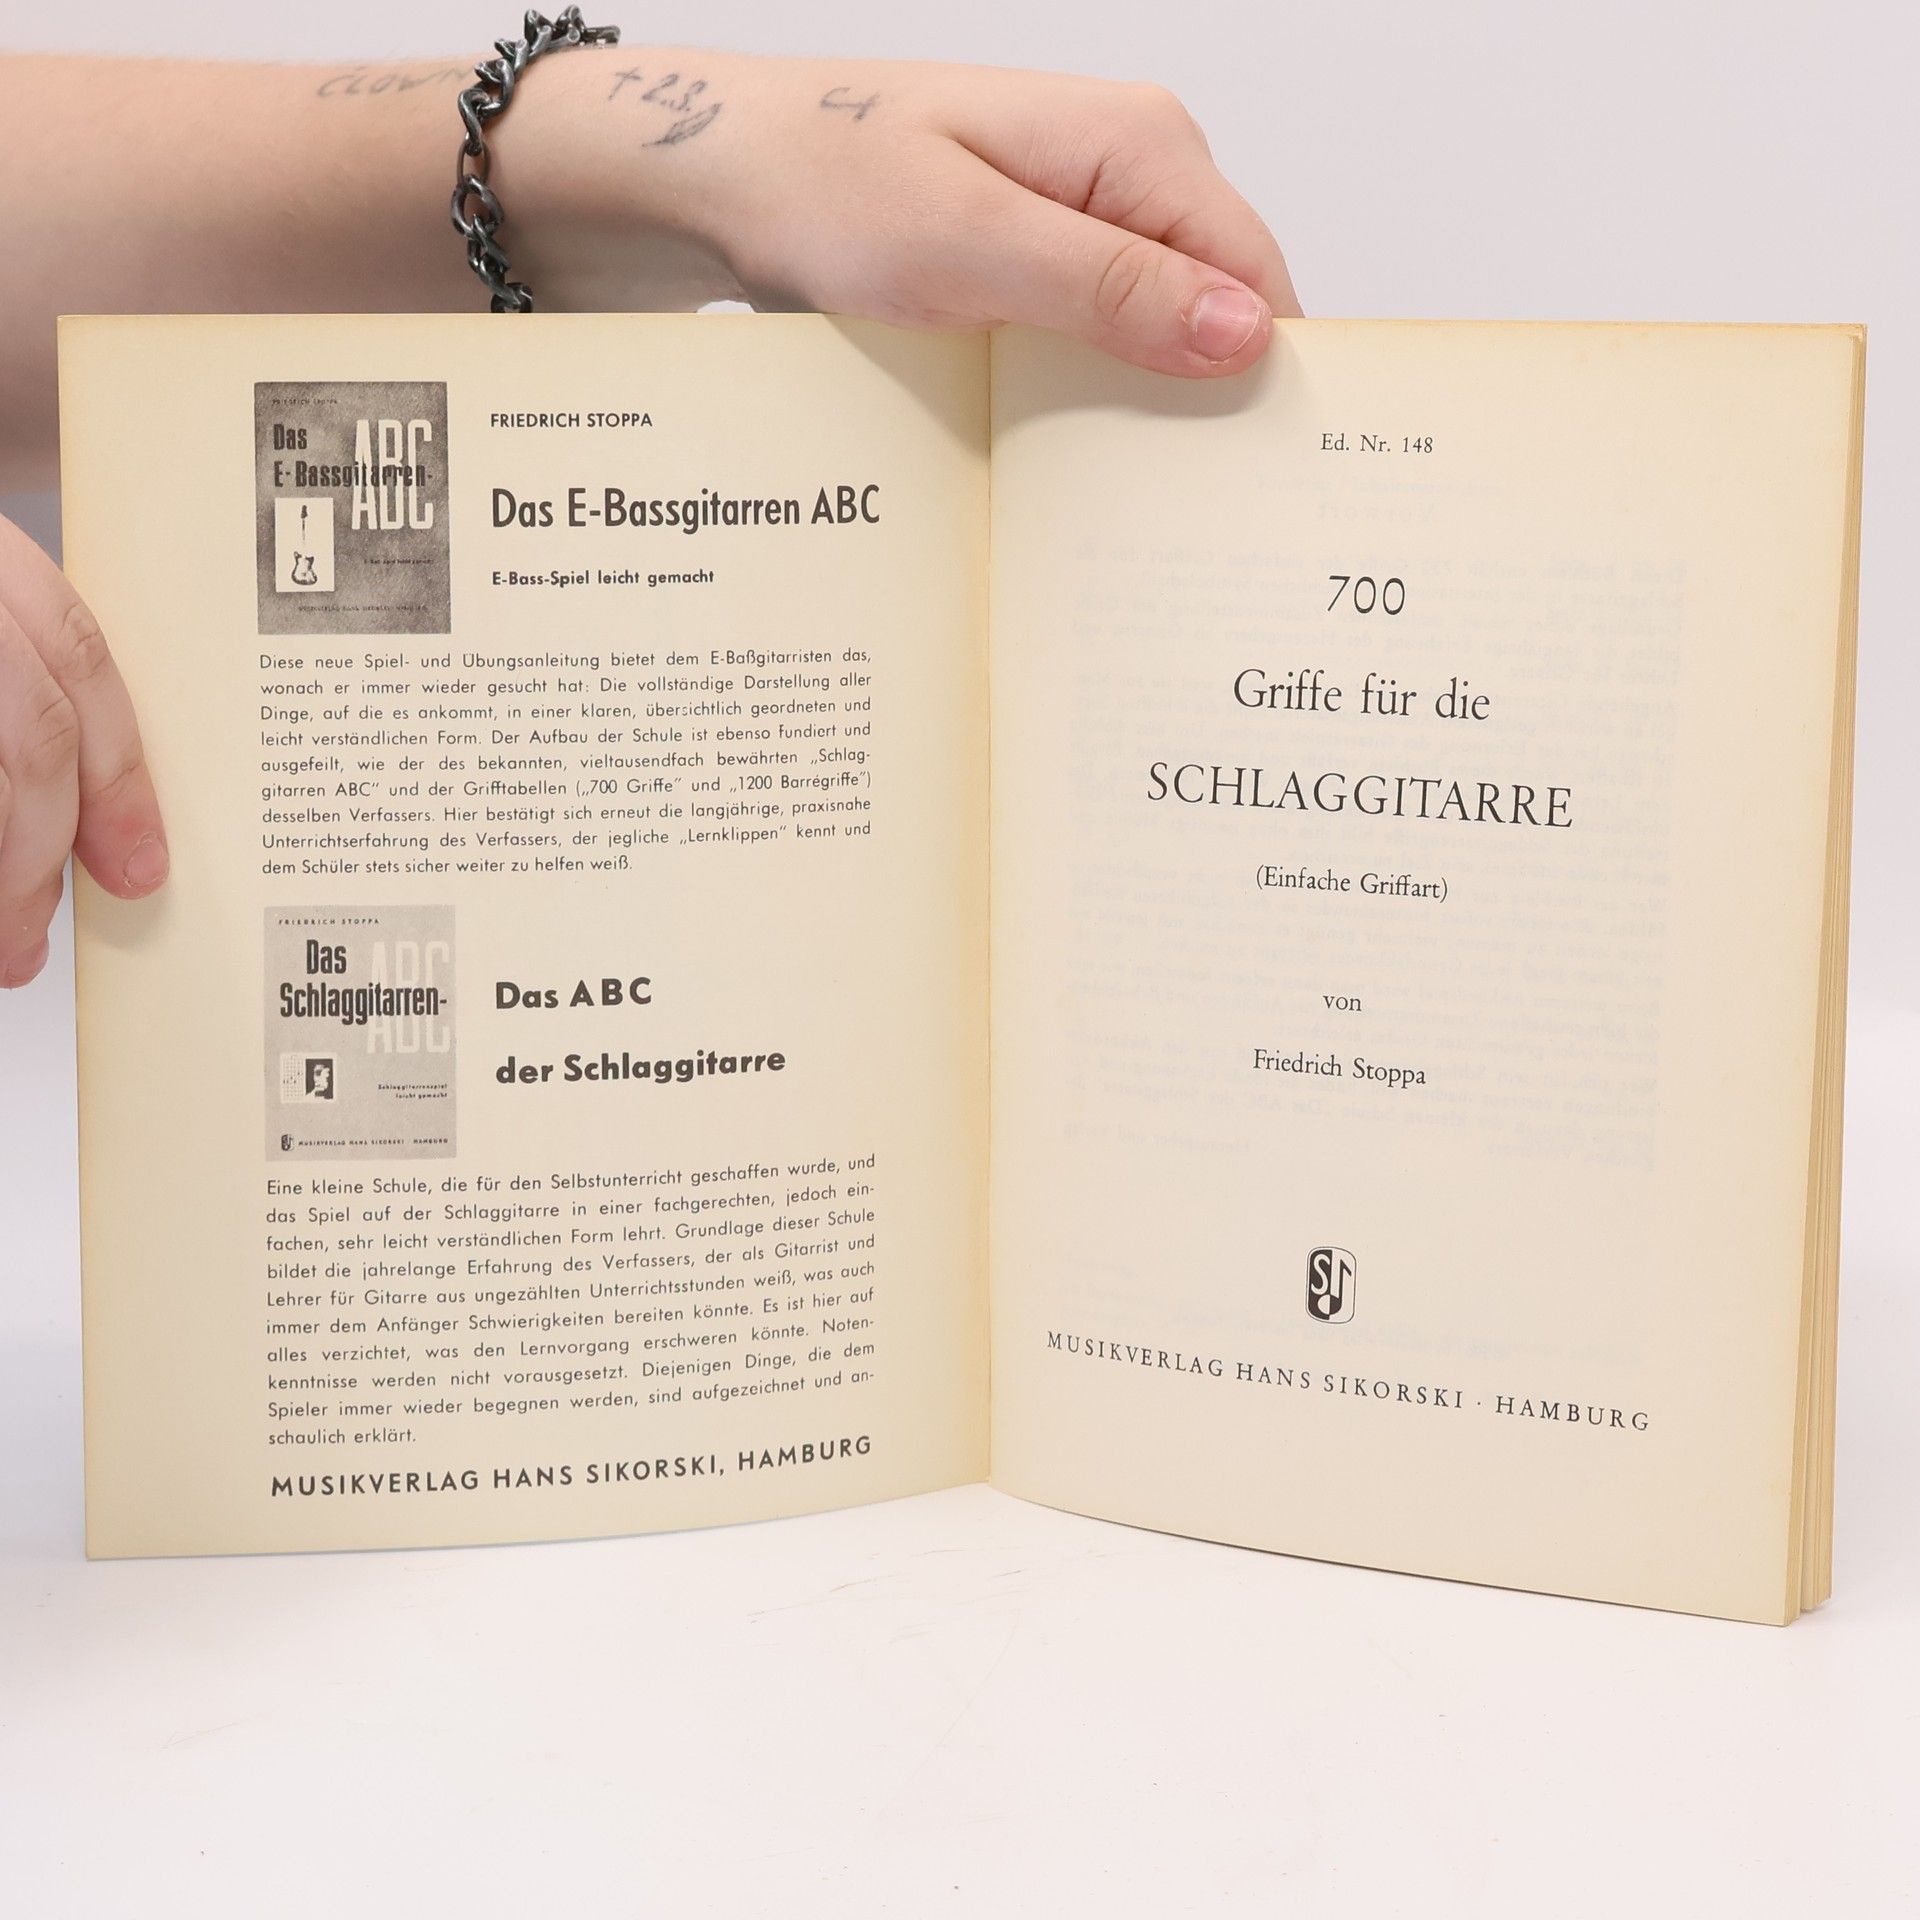 CLOWN
FRIEDRICH STOPPA
Das
ABC
E-Bassgitarren-
FRIEDRICH STOPPA
Das E-Bassgitarren ABC
E-Bass-Spiel leicht gemacht
Diese neue Spiel- und Übungsanleitung bietet dem E-Baßgitarristen das,
wonach er immer wieder gesucht hat: Die vollständige Darstellung aller
Dinge, auf die es ankommt, in einer klaren, übersichtlich geordneten und
leicht verständlichen Form. Der Aufbau der Schule ist ebenso fundiert und
ausgefeilt, wie der des bekannten, vieltausendfach bewährten „Schlag-
gitarren ABC“ und der Grifftabellen („700 Griffe“ und „1200 Barrégriffe“)
desselben Verfassers. Hier bestätigt sich erneut die langjährige, praxisnahe
Unterrichtserfahrung des Verfassers, der jegliche „Lernklippen“ kennt und
dem Schüler stets sicher weiter zu helfen weiß.
FRIEDRICH STOPPA
Das
ABC
Schlaggitarren-
ABC
Schlaggitarrenspiel
leicht gemacht
MUSIKVERLAG HANS SIKORSKI · HAMBURG
Das ABC
der Schlaggitarre
Eine kleine Schule, die für den Selbstunterricht geschaffen wurde, und
das Spiel auf der Schlaggitarre in einer fachgerechten, jedoch ein-
fachen, sehr leicht verständlichen Form lehrt. Grundlage dieser Schule
bildet die jahrelange Erfahrung des Verfassers, der als Gitarrist und
Lehrer für Gitarre aus ungezählten Unterrichtsstunden weiß, was auch
immer dem Anfänger Schwierigkeiten bereiten könnte. Es ist hier auf
alles verzichtet, was den Lernvorgang erschweren könnte. Noten-
kenntnisse werden nicht vorausgesetzt. Diejenigen Dinge, die dem
Spieler immer wieder begegnen werden, sind aufgezeichnet und an-
schaulich erklärt.
MUSIKVERLAG HANS SIKORSKI, HAMBURG
Ed. Nr. 148
700
Griffe für die
SCHLAGGITARRE
(Einfache Griffart)
von
Friedrich Stoppa
MUSIKVERLAG HANS SIKORSKI · HAMBURG